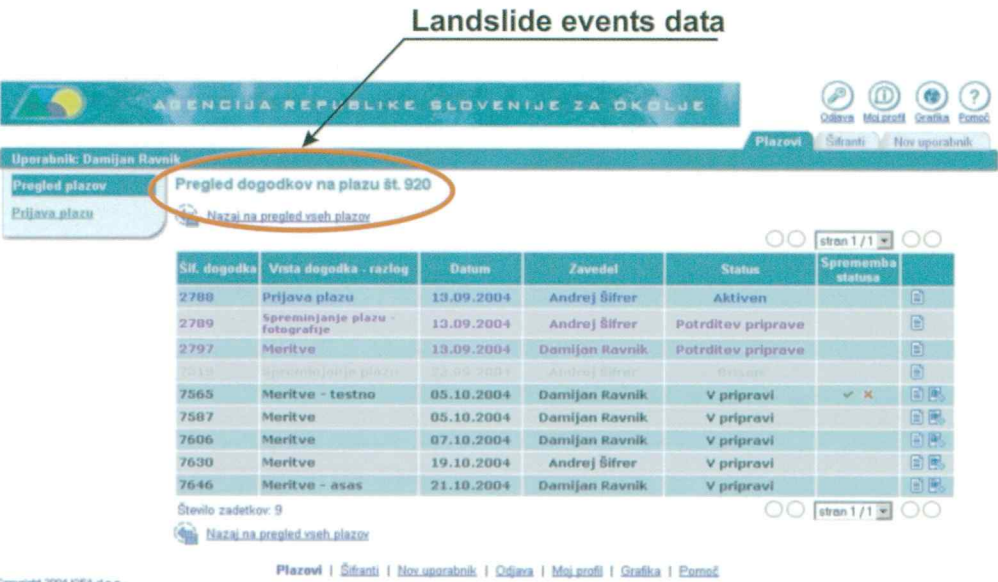 Landslide events data
AGENCIJA REPUBLIKE SLOVENIJE ZA OKOLJE
Odjava Moj profil Grafika Pomoč
Plazovi Šifranti Nov uporabnik
Uporabnik: Damijan Ravnik
Pregled plazov
Prijava plazu
Pregled dogodkov na plazu št. 920
Nazaj na pregled vseh plazov
stran 1 / 1
Šif. dogodka Vrsta dogodka - razlog Datum Zavedel Status Sprememba statusa
2788 Prijava plazu 13.09.2004 Andrej Šifrer Aktiven
2789 Spreminjanje plazu - fotografije 13.09.2004 Andrej Šifrer Potrditev priprave
2797 Meritve 13.09.2004 Damijan Ravnik Potrditev priprave
Spreminjanje plazu Andrej Šifrer
7565 Meritve - testno 05.10.2004 Damijan Ravnik V pripravi
7587 Meritve 05.10.2004 Damijan Ravnik V pripravi
7606 Meritve 07.10.2004 Damijan Ravnik V pripravi
7630 Meritve 19.10.2004 Andrej Šifrer V pripravi
7646 Meritve - asas 21.10.2004 Damijan Ravnik V pripravi
Število zadetkov: 9
stran 1 / 1
Nazaj na pregled vseh plazov
Plazovi | Šifranti | Nov uporabnik | Odjava | Moj profil | Grafika | Pomoč